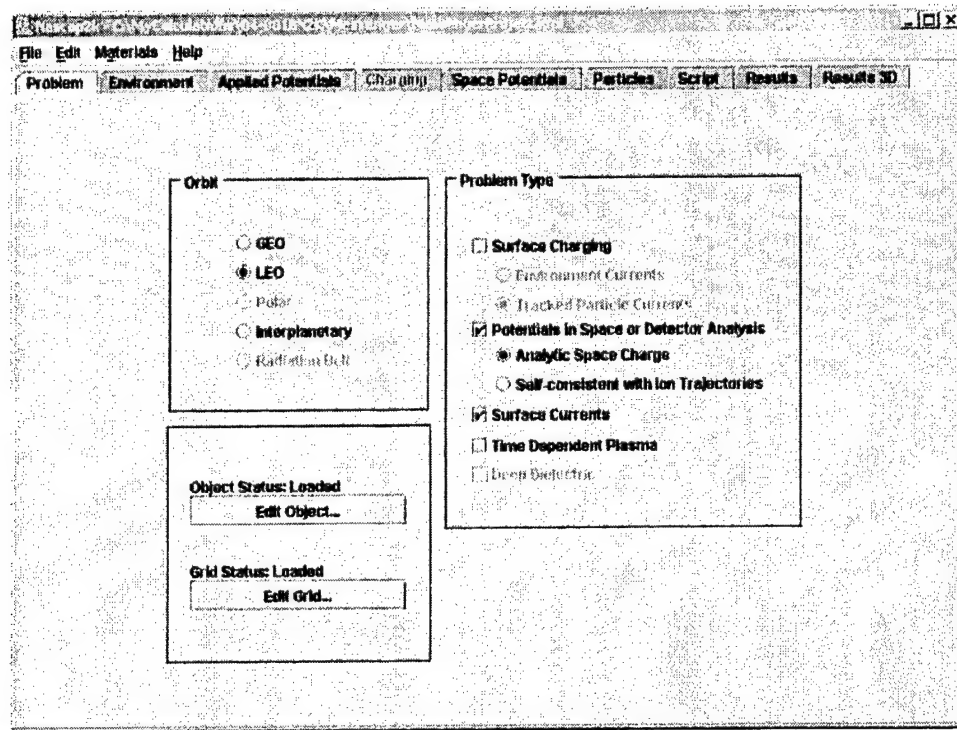 File Edit Materials Help
Problem Environment Applied Potentials Charging Space Potentials Particles Script Results Results 3D
Orbit
GEO
LEO
Polar
Interplanetary
Radiation Belt
Object Status: Loaded
Edit Object...
Grid Status: Loaded
Edit Grid...
Problem Type
Surface Charging
Environment Currents
Tracked Particle Currents
Potentials in Space or Detector Analysis
Analytic Space Charge
Self-consistent with Ion Trajectories
Surface Currents
Time Dependent Plasma
Deep Dielectric